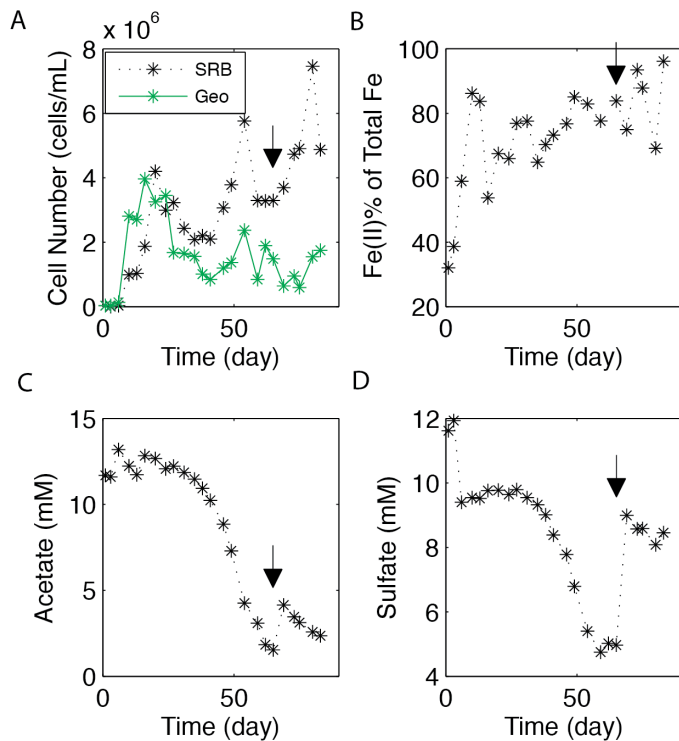 A
x 10⁶
8
6
4
2
0
Cell Number (cells/mL)
SRB
Geo
0 50
Time (day)
B
100
80
60
40
20
Fe(II)% of Total Fe
0 50
Time (day)
C
15
10
5
0
Acetate (mM)
0 50
Time (day)
D
12
10
8
6
4
Sulfate (mM)
0 50
Time (day)